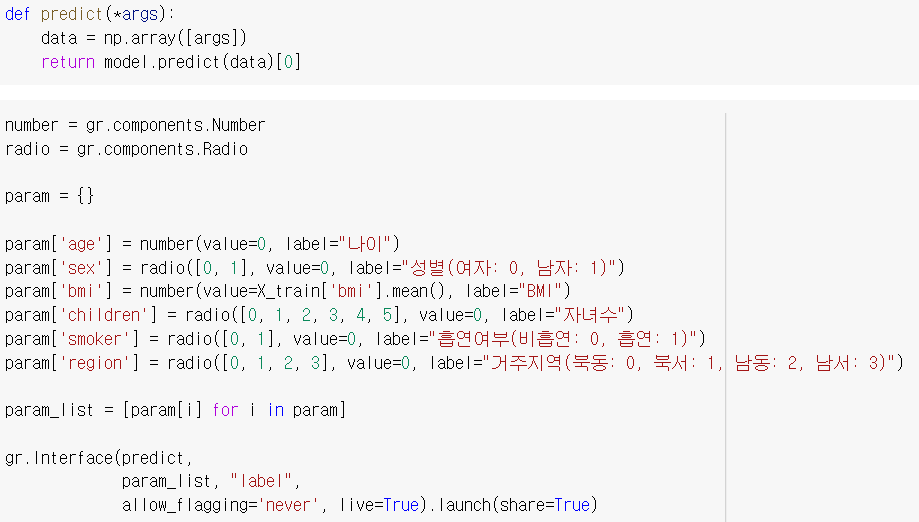 def predict(*args):
    data = np.array([args])
    return model.predict(data)[0]
number = gr.components.Number
radio = gr.components.Radio
param = {}
param['age'] = number(value=0, label="나이")
param['sex'] = radio([0, 1], value=0, label="성별(여자: 0, 남자: 1)")
param['bmi'] = number(value=X_train['bmi'].mean(), label="BMI")
param['children'] = radio([0, 1, 2, 3, 4, 5], value=0, label="자녀수")
param['smoker'] = radio([0, 1], value=0, label="흡연여부(비흡연: 0, 흡연: 1)")
param['region'] = radio([0, 1, 2, 3], value=0, label="거주지역(북동: 0, 북서: 1, 남동: 2, 남서: 3)")
param_list = [param[i] for i in param]
gr.Interface(predict,
            param_list, "label",
            allow_flagging='never', live=True).launch(share=True)